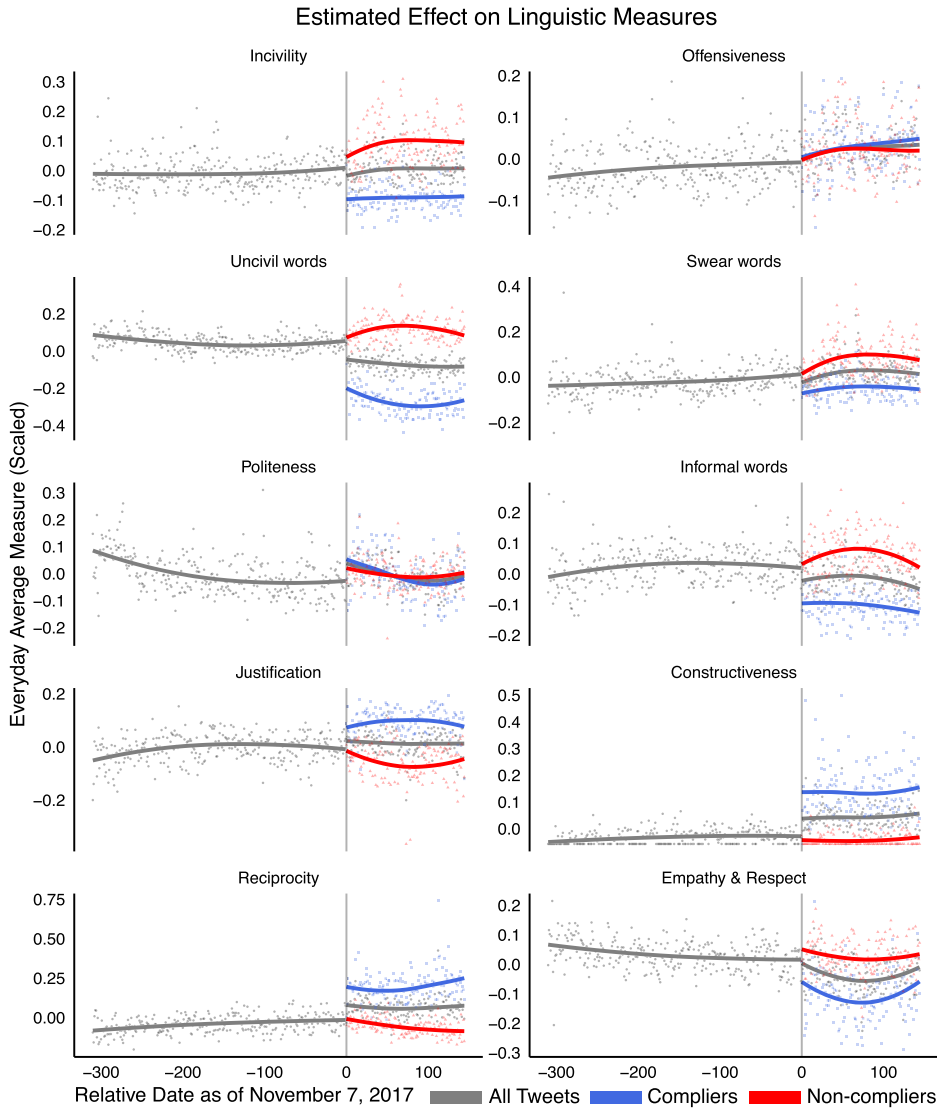 Estimated Effect on Linguistic Measures
Incivility
0.3
0.2
0.1
0.0
−0.1
−0.2
Offensiveness
0.2
0.1
0.0
−0.1
Uncivil words
0.2
0.0
−0.2
−0.4
Swear words
0.4
0.2
0.0
−0.2
Politeness
0.3
0.2
0.1
0.0
−0.1
−0.2
Informal words
0.2
0.1
0.0
−0.1
−0.2
Justification
0.2
0.0
−0.2
Constructiveness
0.5
0.4
0.3
0.2
0.1
0.0
Reciprocity
0.75
0.50
0.25
0.00
−300 −200 −100 0 100
Empathy & Respect
0.2
0.1
0.0
−0.1
−0.2
−0.3
−300 −200 −100 0 100
Everyday Average Measure (Scaled)
Relative Date as of November 7, 2017
All Tweets
Compliers
Non-compliers